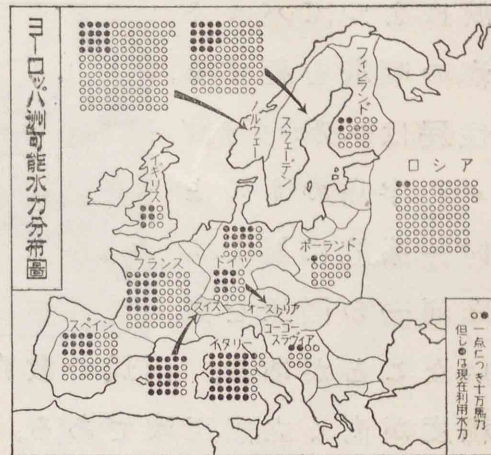 ヨーロッパ洲可能水力分布圖
ノルウェー
スウェーデン
フィンランド
ロシア
イギリス
ドイツ
ポーランド
フランス
スイス
オーストリア
ユーゴー
スラヴィア
スペイン
イタリー
○● 一点につき十万馬力
但し●は現在利用水力